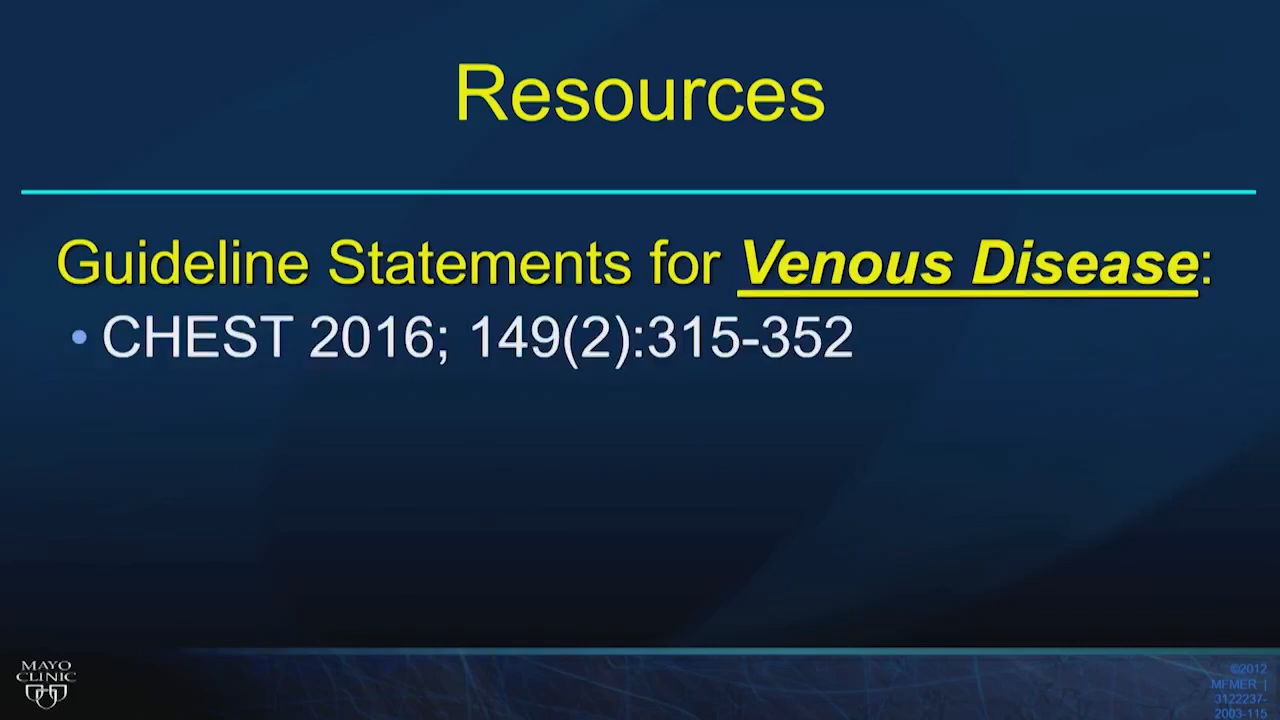 Resources
Guideline Statements for Venous Disease:
• CHEST 2016; 149(2):315-352
MAYO
CLINIC
©2012
MFMER |
3122237-
2003-115